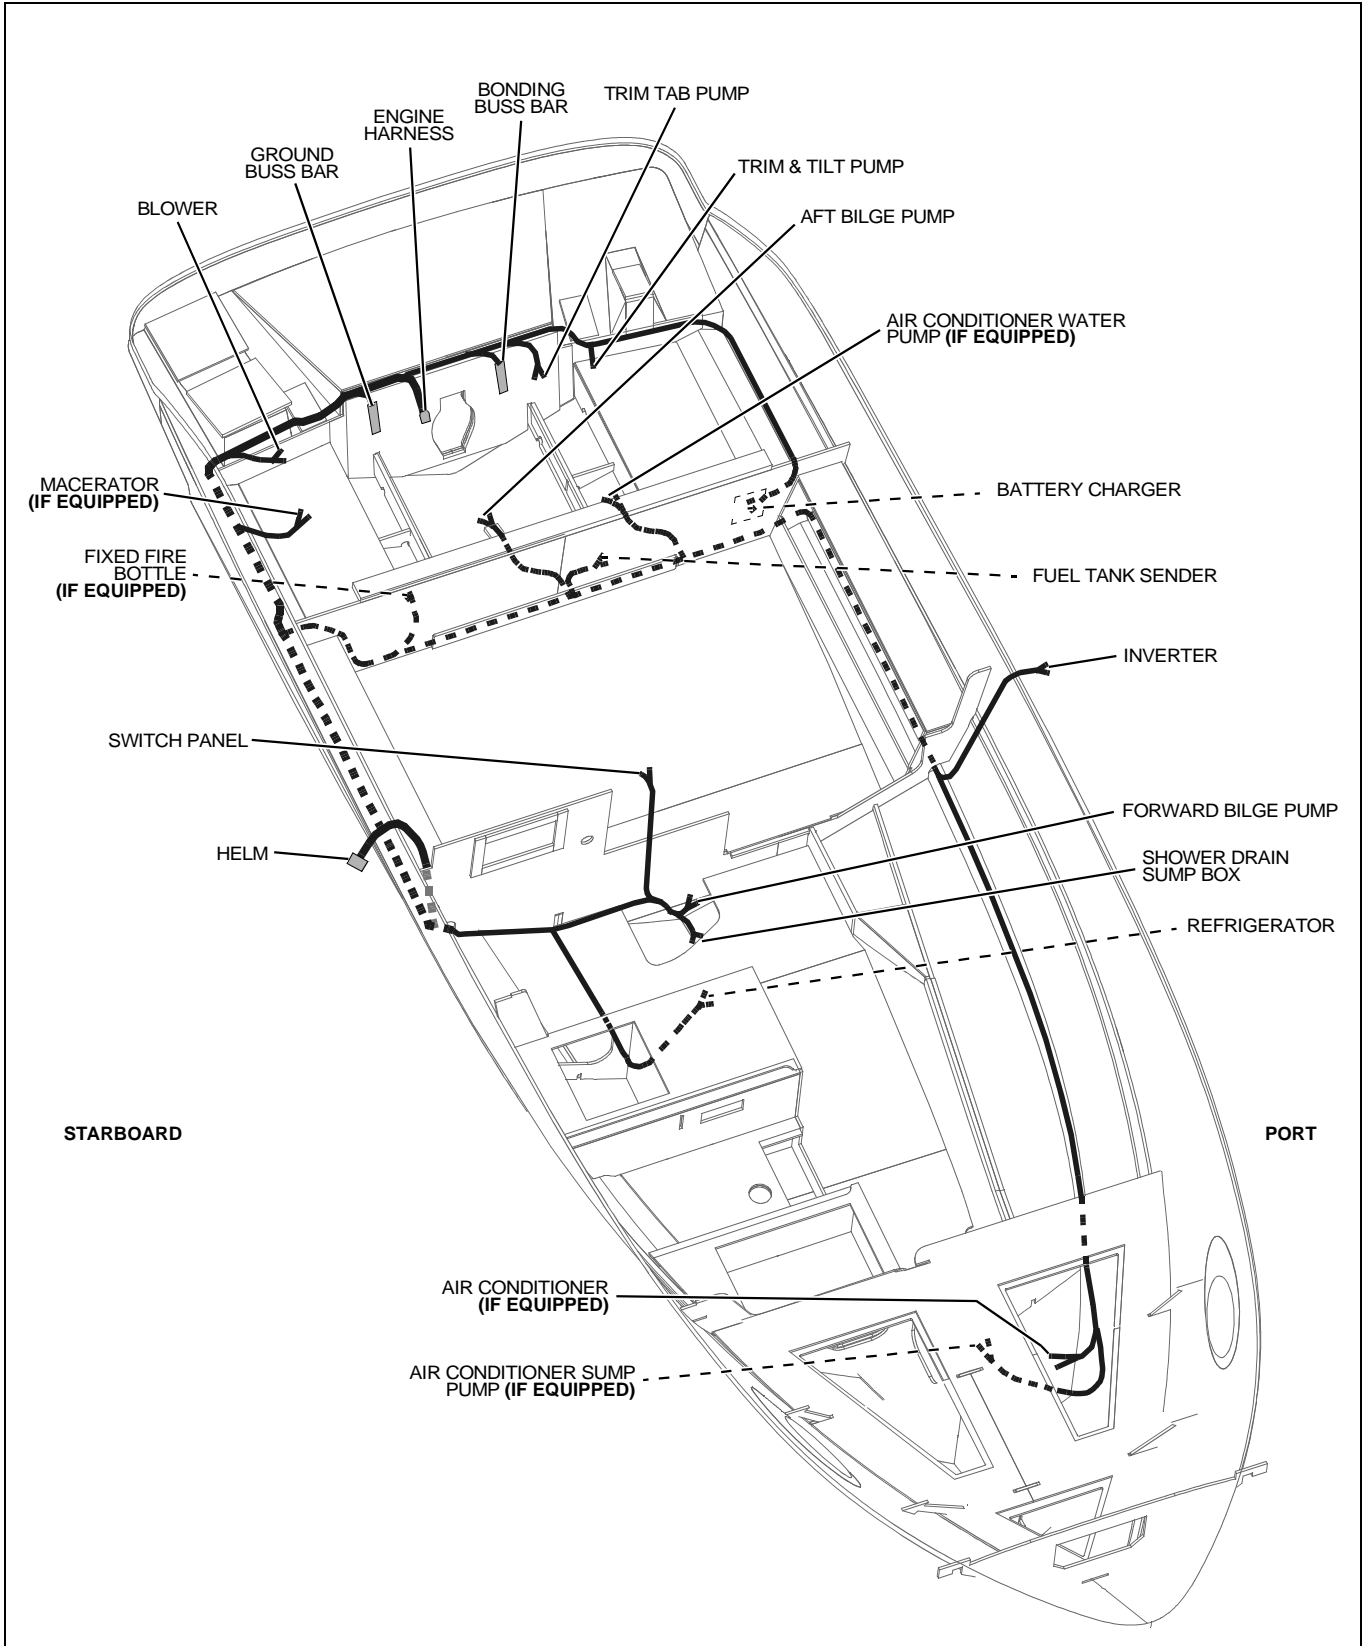 BONDING
BUSS BAR
TRIM TAB PUMP
ENGINE
HARNESS
GROUND
BUSS BAR
TRIM & TILT PUMP
BLOWER
AFT BILGE PUMP
AIR CONDITIONER WATER
PUMP (IF EQUIPPED)
MACERATOR
(IF EQUIPPED)
BATTERY CHARGER
FIXED FIRE
BOTTLE
(IF EQUIPPED)
FUEL TANK SENDER
INVERTER
SWITCH PANEL
FORWARD BILGE PUMP
HELM
SHOWER DRAIN
SUMP BOX
REFRIGERATOR
STARBOARD
PORT
AIR CONDITIONER
(IF EQUIPPED)
AIR CONDITIONER SUMP
PUMP (IF EQUIPPED)